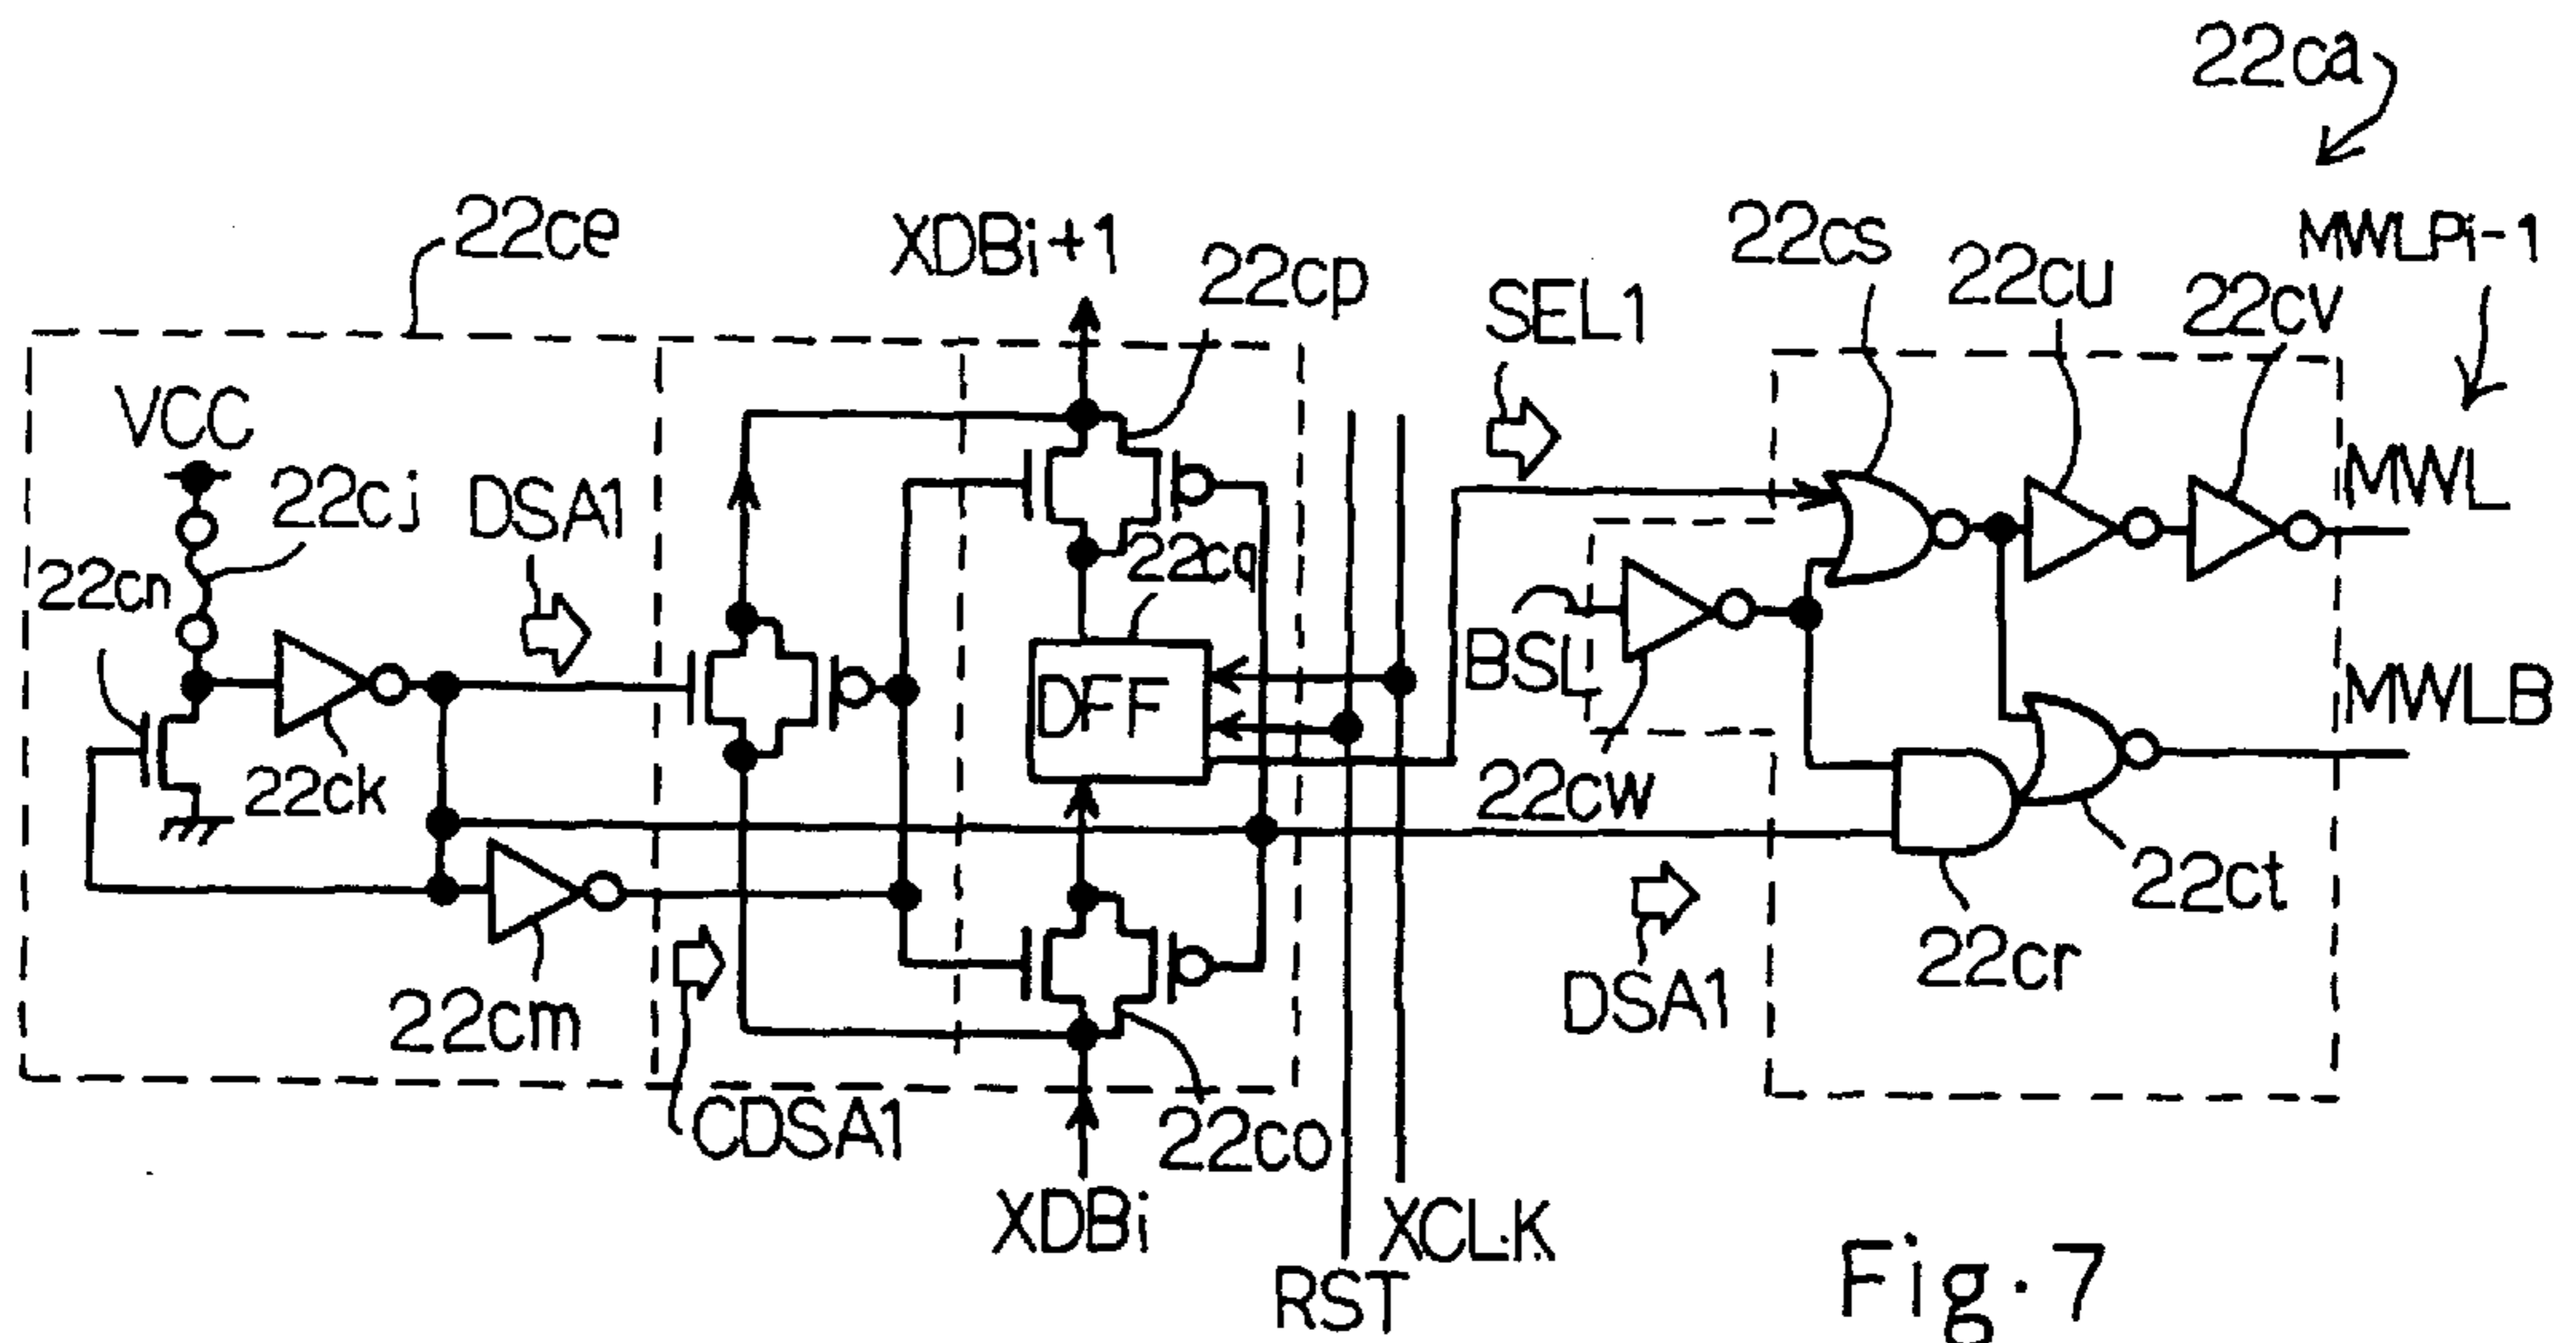 22ca
MWLPi-1
22ce
XDBi+1
22cp
22cs
22cu
22cv
SEL1
VCC
22cj
DSA1
22cn
22cq
DFF
MWL
BSL
MWLB
22ck
22cw
22ct
22cr
22cm
DSA1
CDSA1
22co
XDBi
XCLK
RST
Fig. 7